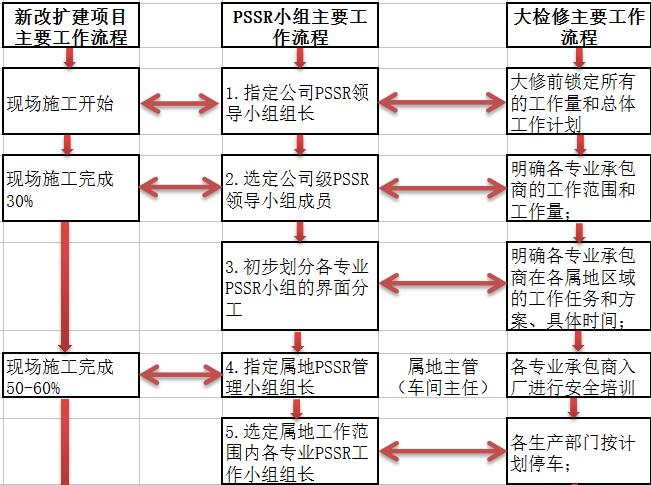 新改扩建项目
主要工作流程
PSSR小组主要工
作流程
大检修主要工作
流程
现场施工开始
1.指定公司PSSR领
导小组组长
大修前锁定所有
的工作量和总体
工作计划
现场施工完成
30%
2.选定公司级PSSR
领导小组成员
明确各专业承包
商的工作范围和
工作量；
3.初步划分各专业
PSSR小组的界面分
工
明确各专业承包
商在各属地区域
的工作任务和方
案、具体时间；
现场施工完成
50-60%
4.指定属地PSSR管
理小组组长
属地主管
（车间主任）
各专业承包商入
厂进行安全培训
5.选定属地工作范
围内各专业PSSR工
作小组组长
各生产部门按计
划停车；